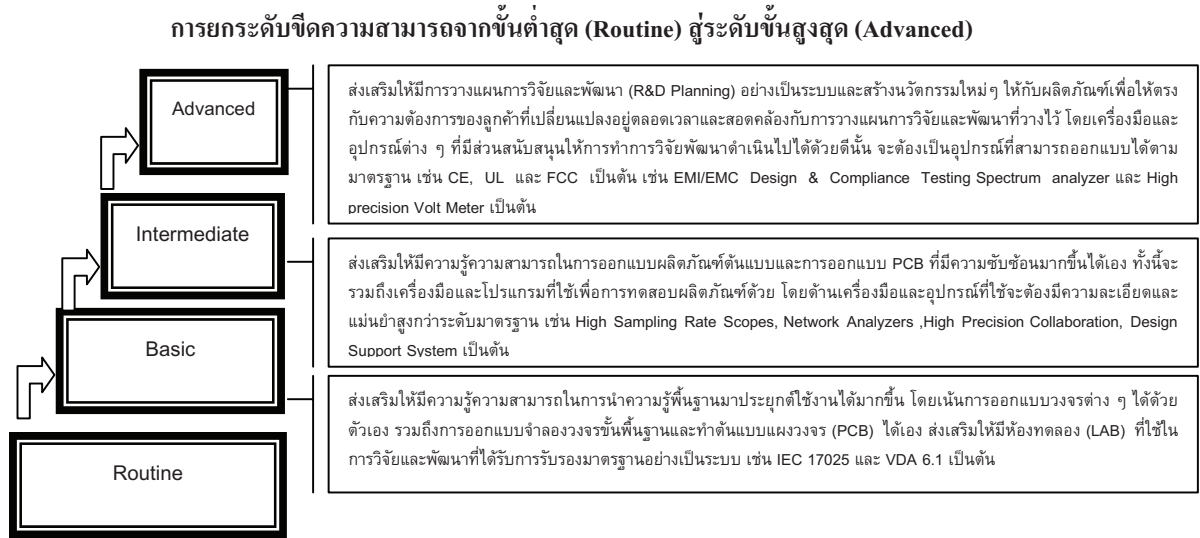 การยกระดับขีดความสามารถจากขั้นต่ำสุด (Routine) สู่ระดับขั้นสูงสุด (Advanced)
Advanced
ส่งเสริมให้มีการวางแผนการวิจัยและพัฒนา (R&D Planning) อย่างเป็นระบบและสร้างนวัตกรรมใหม่ๆ ให้กับผลิตภัณฑ์เพื่อให้ตรง
กับความต้องการของลูกค้าที่เปลี่ยนแปลงอยู่ตลอดเวลาและสอดคล้องกับการวางแผนการวิจัยและพัฒนาที่วางไว้ โดยเครื่องมือและ
อุปกรณ์ต่าง ๆ ที่มีส่วนสนับสนุนให้การทำการวิจัยพัฒนาดำเนินไปได้ด้วยดีนั้น จะต้องเป็นอุปกรณ์ที่สามารถออกแบบได้ตาม
มาตรฐาน เช่น CE, UL และ FCC เป็นต้น เช่น EMI/EMC Design & Compliance Testing Spectrum analyzer และ High
precision Volt Meter เป็นต้น
Intermediate
ส่งเสริมให้มีความรู้ความสามารถในการออกแบบผลิตภัณฑ์ต้นแบบและการออกแบบ PCB ที่มีความซับซ้อนมากขึ้นได้เอง ทั้งนี้จะ
รวมถึงเครื่องมือและโปรแกรมที่ใช้เพื่อการทดสอบผลิตภัณฑ์ด้วย โดยด้านเครื่องมือและอุปกรณ์ที่ใช้จะต้องมีความละเอียดและ
แม่นยำสูงกว่าระดับมาตรฐาน เช่น High Sampling Rate Scopes, Network Analyzers ,High Precision Collaboration, Design
Support System เป็นต้น
Basic
ส่งเสริมให้มีความรู้ความสามารถในการนำความรู้พื้นฐานมาประยุกต์ใช้งานได้มากขึ้น โดยเน้นการออกแบบวงจรต่าง ๆ ได้ด้วย
ตัวเอง รวมถึงการออกแบบจำลองวงจรขั้นพื้นฐานและทำต้นแบบแผงวงจร (PCB) ได้เอง ส่งเสริมให้มีห้องทดลอง (LAB) ที่ใช้ใน
การวิจัยและพัฒนาที่ได้รับการรับรองมาตรฐานอย่างเป็นระบบ เช่น IEC 17025 และ VDA 6.1 เป็นต้น
Routine